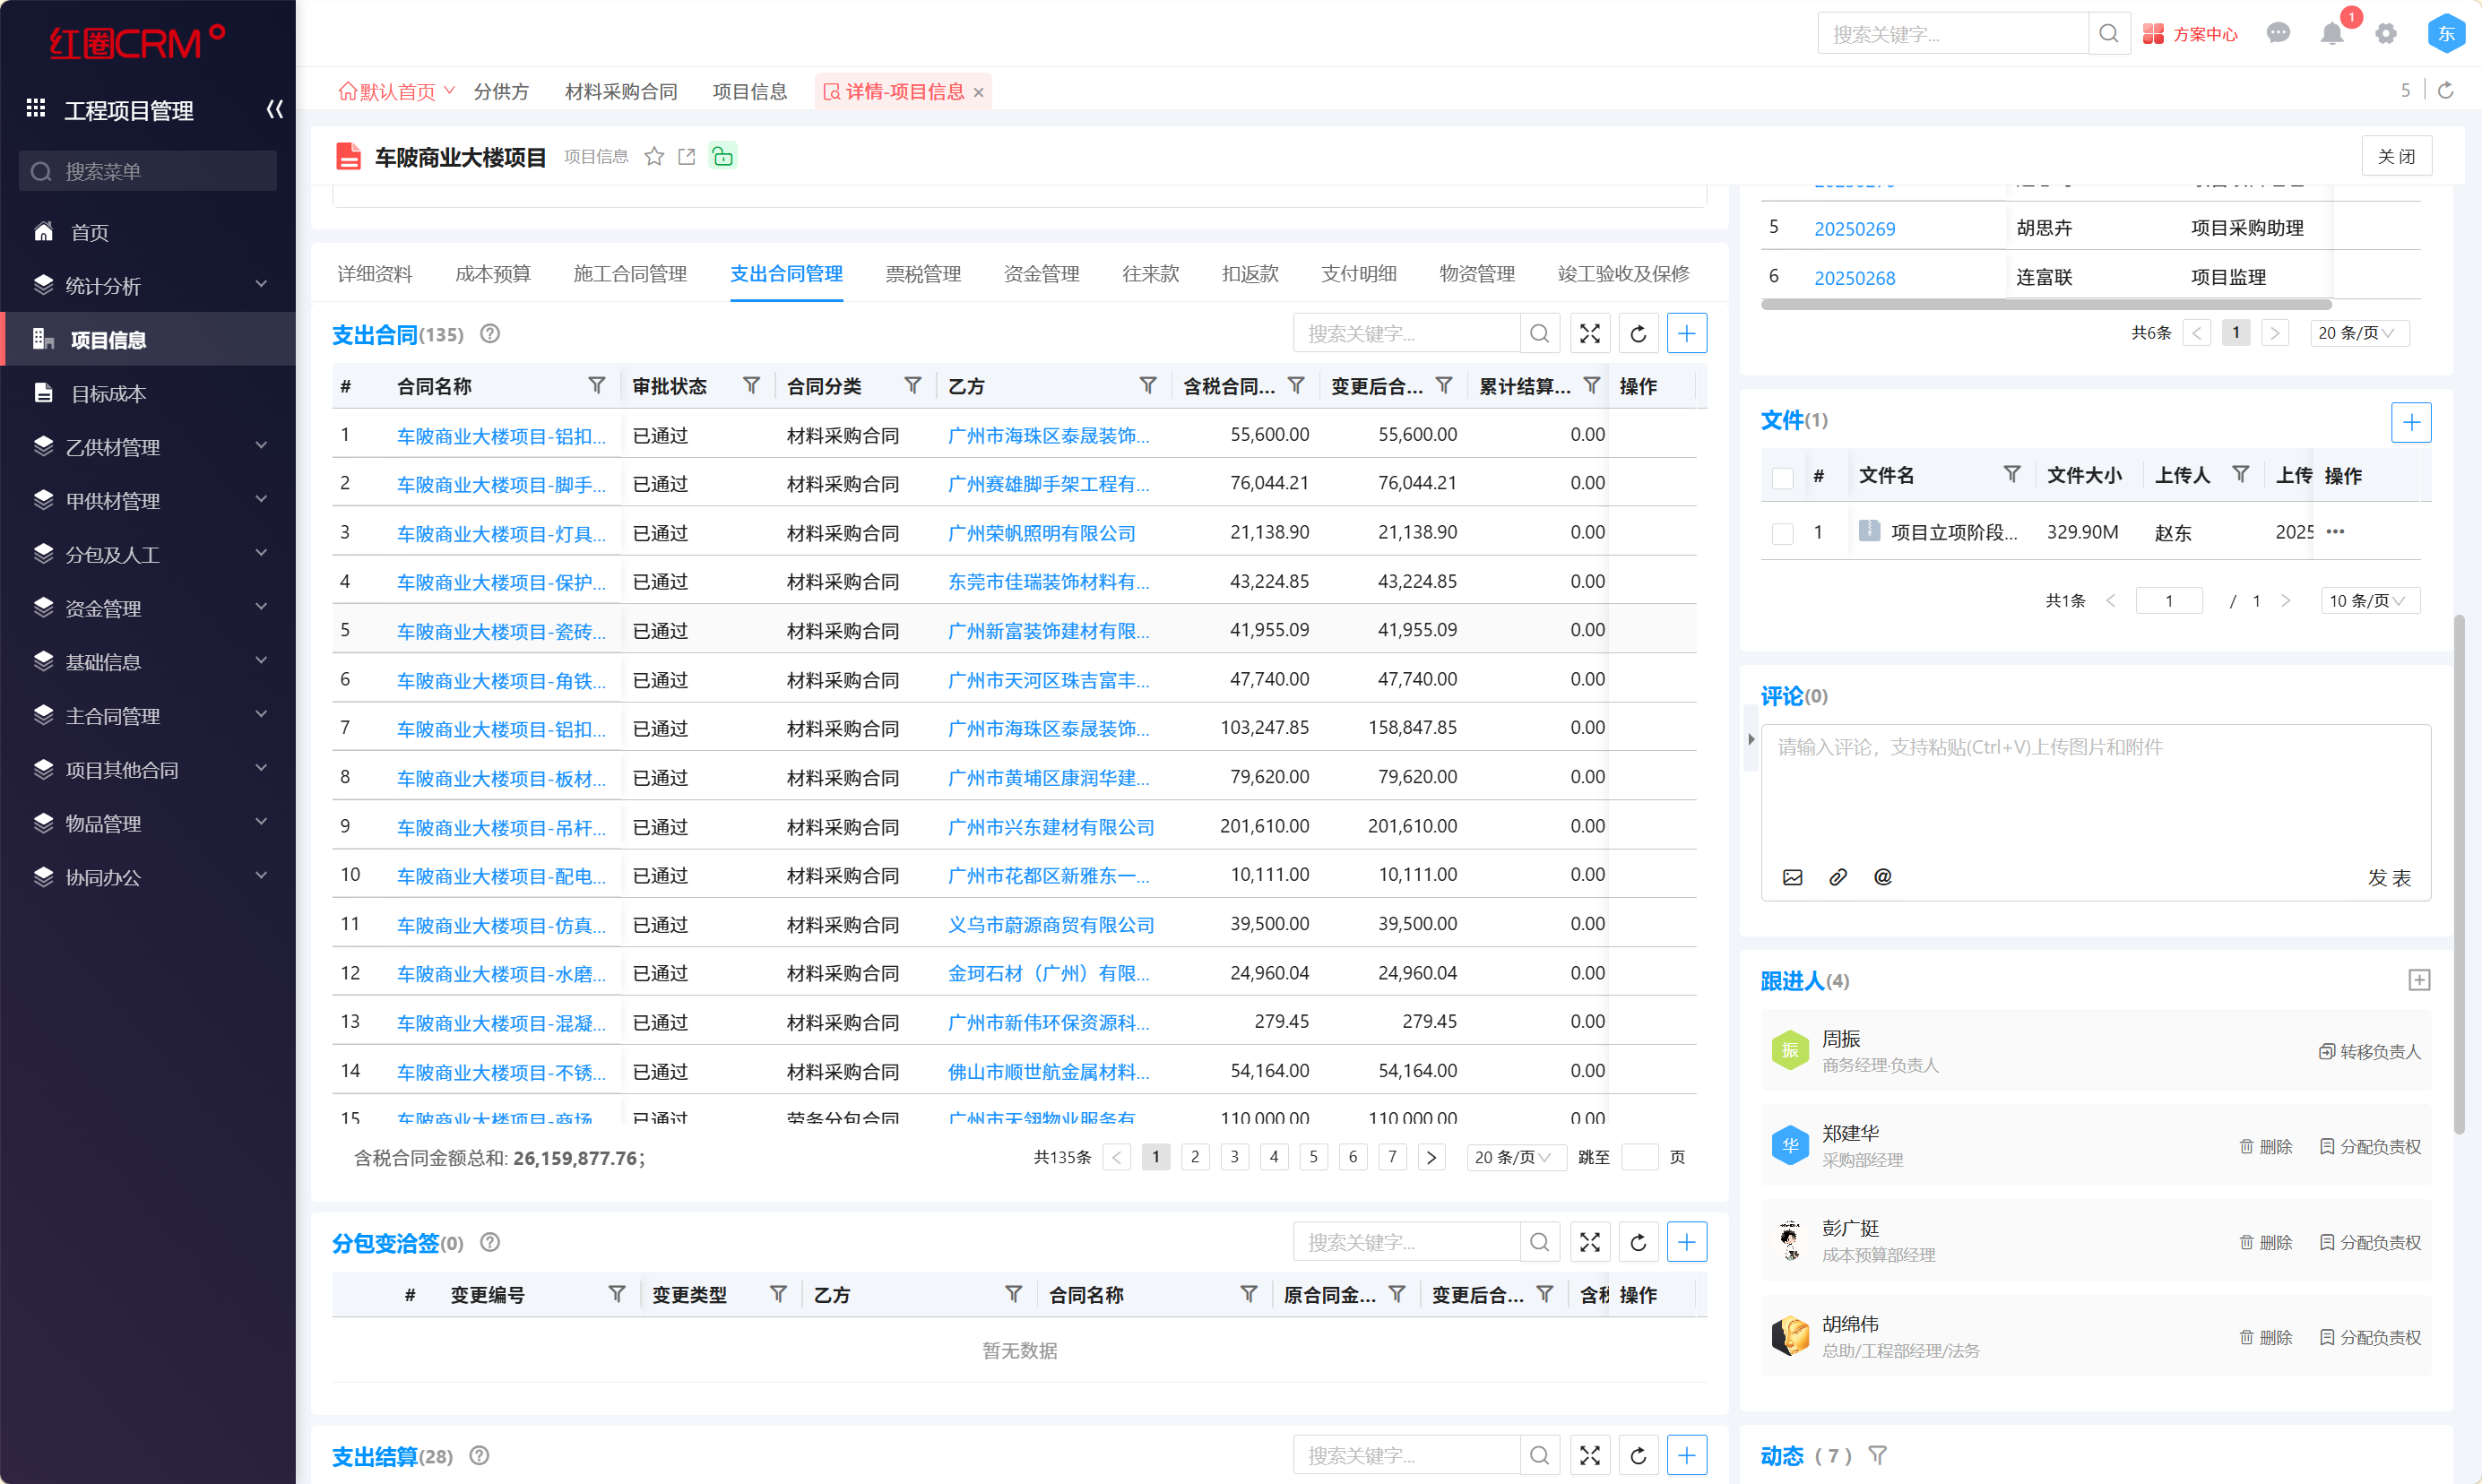 红圈CRM
搜索关键字...
方案中心
1
东
工程项目管理
搜索菜单
首页
统计分析
项目信息
目标成本
乙供材管理
甲供材管理
分包及人工
资金管理
基础信息
主合同管理
项目其他合同
物品管理
协同办公
默认首页 分供方 材料采购合同 项目信息 详情-项目信息
5
车陂商业大楼项目 项目信息
关 闭
详细资料 成本预算 施工合同管理 支出合同管理 票税管理 资金管理 往来款 扣返款 支付明细 物资管理 竣工验收及保修
支出合同(135)
搜索关键字...
# 合同名称 审批状态 合同分类 乙方 含税合同... 变更后合... 累计结算... 操作
1 车陂商业大楼项目-铝扣... 已通过 材料采购合同 广州市海珠区泰晟装饰... 55,600.00 55,600.00 0.00
2 车陂商业大楼项目-脚手... 已通过 材料采购合同 广州赛雄脚手架工程有... 76,044.21 76,044.21 0.00
3 车陂商业大楼项目-灯具... 已通过 材料采购合同 广州荣帆照明有限公司 21,138.90 21,138.90 0.00
4 车陂商业大楼项目-保护... 已通过 材料采购合同 东莞市佳瑞装饰材料有... 43,224.85 43,224.85 0.00
5 车陂商业大楼项目-瓷砖... 已通过 材料采购合同 广州新富装饰建材有限... 41,955.09 41,955.09 0.00
6 车陂商业大楼项目-角铁... 已通过 材料采购合同 广州市天河区珠吉富丰... 47,740.00 47,740.00 0.00
7 车陂商业大楼项目-铝扣... 已通过 材料采购合同 广州市海珠区泰晟装饰... 103,247.85 158,847.85 0.00
8 车陂商业大楼项目-板材... 已通过 材料采购合同 广州市黄埔区康润华建... 79,620.00 79,620.00 0.00
9 车陂商业大楼项目-吊杆... 已通过 材料采购合同 广州市兴东建材有限公司 201,610.00 201,610.00 0.00
10 车陂商业大楼项目-配电... 已通过 材料采购合同 广州市花都区新雅东一... 10,111.00 10,111.00 0.00
11 车陂商业大楼项目-仿真... 已通过 材料采购合同 义乌市蔚源商贸有限公司 39,500.00 39,500.00 0.00
12 车陂商业大楼项目-水磨... 已通过 材料采购合同 金珂石材（广州）有限... 24,960.04 24,960.04 0.00
13 车陂商业大楼项目-混凝... 已通过 材料采购合同 广州市新伟环保资源科... 279.45 279.45 0.00
14 车陂商业大楼项目-不锈... 已通过 材料采购合同 佛山市顺世航金属材料... 54,164.00 54,164.00 0.00
15 车陂商业大楼项目-商场 已通过 劳务分包合同 广州市天翎物业服务有 110,000.00 110,000.00 0.00
含税合同金额总和: 26,159,877.76;
共135条 1 2 3 4 5 6 7 20 条/页 跳至 页
分包变洽签(0)
搜索关键字...
# 变更编号 变更类型 乙方 合同名称 原合同金... 变更后合... 含税 操作
暂无数据
支出结算(28)
搜索关键字...
5 20250269 胡思卉 项目采购助理
6 20250268 连富联 项目监理
共6条 1 20 条/页
文件(1)
# 文件名 文件大小 上传人 上传 操作
1 项目立项阶段... 329.90M 赵东 2025 •••
共1条 1 / 1 10 条/页
评论(0)
请输入评论，支持粘贴(Ctrl+V)上传图片和附件
@
发 表
跟进人(4)
振 周振
商务经理·负责人
转移负责人
华 郑建华
采购部经理
删除 分配负责权
彭广挺
成本预算部经理
删除 分配负责权
胡绵伟
总助/工程部经理/法务
删除 分配负责权
动态 ( 7 )